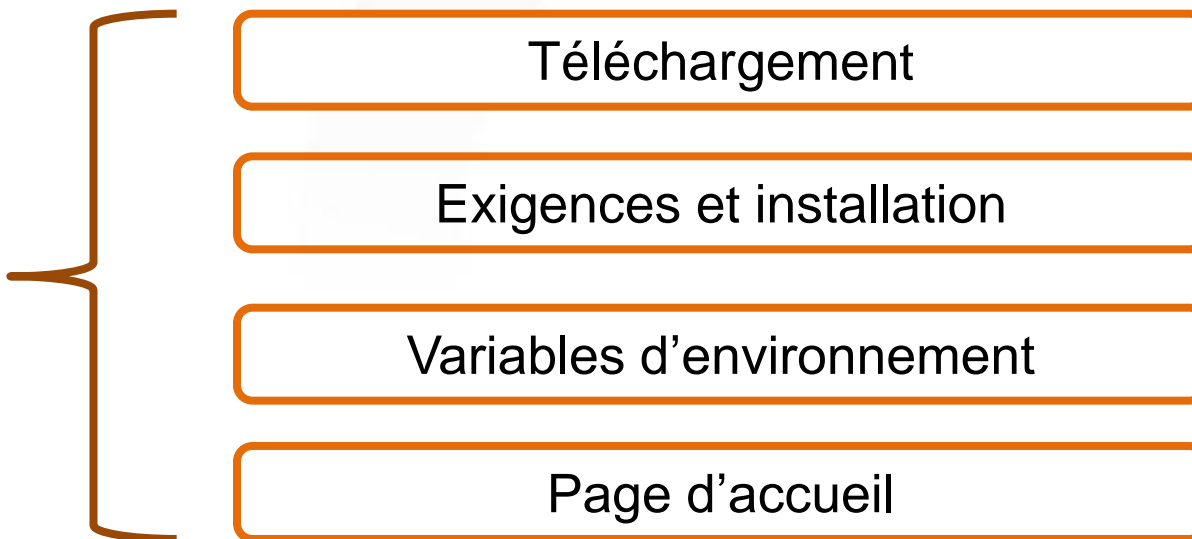 Téléchargement
Exigences et installation
Variables d’environnement
Page d’accueil